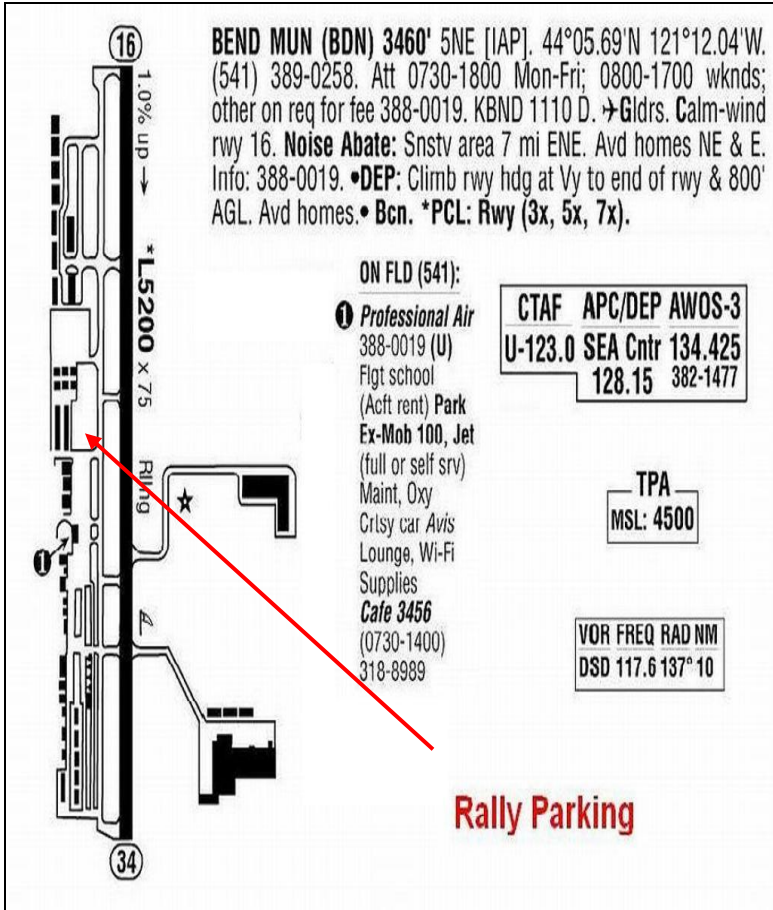 BEND MUN (BDN) 3460' 5NE [IAP]. 44°05.69'N 121°12.04'W.
(541) 389-0258. Att 0730-1800 Mon-Fri; 0800-1700 wknds;
other on req for fee 388-0019. KBND 1110 D. ✈Gldrs. Calm-wind
rwy 16. Noise Abate: Snstv area 7 mi ENE. Avd homes NE & E.
Info: 388-0019. •DEP: Climb rwy hdg at Vy to end of rwy & 800'
AGL. Avd homes.• Bcn. *PCL: Rwy (3x, 5x, 7x).
16
1.0% up →
*L5200 x 75
Rllng
1
34
ON FLD (541):
1 Professional Air
388-0019 (U)
Flgt school
(Acft rent) Park
Ex-Mob 100, Jet
(full or self srv)
Maint, Oxy
Crtsy car Avis
Lounge, Wi-Fi
Supplies
Cafe 3456
(0730-1400)
318-8989
CTAF APC/DEP AWOS-3
U-123.0 SEA Cntr 134.425
128.15 382-1477
TPA
MSL: 4500
VOR FREQ RAD NM
DSD 117.6 137° 10
Rally Parking